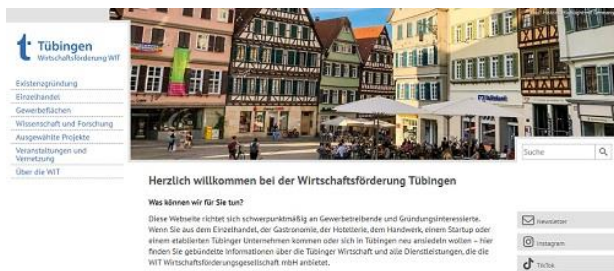 Tübingen
Wirtschaftsförderung WIT
Existenzgründung
Einzelhandel
Gewerbeflächen
Wissenschaft und Forschung
Ausgewählte Projekte
Veranstaltungen und
Vernetzung
Über die WIT
Suche
Herzlich willkommen bei der Wirtschaftsförderung Tübingen
Was können wir für Sie tun?
Diese Webseite richtet sich schwerpunktmäßig an Gewerbetreibende und Gründungsinteressierte.
Wenn Sie aus dem Einzelhandel, der Gastronomie, der Hotellerie, dem Handwerk, einem Startup oder
einem etablierten Tübinger Unternehmen kommen oder sich in Tübingen neu ansiedeln wollen – hier
finden Sie gebündelte Informationen über die Tübinger Wirtschaft und alle Dienstleistungen, die die
WIT Wirtschaftsförderungsgesellschaft mbH anbietet.
Newsletter
Instagram
TikTok